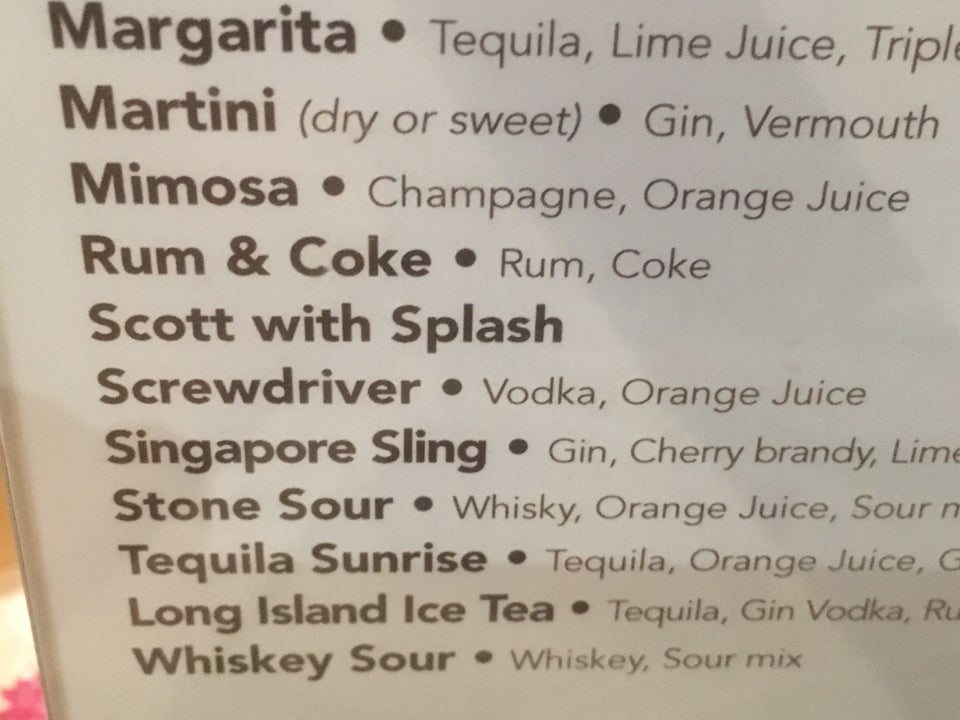 Margarita • Tequila, Lime Juice, Triple
Martini (dry or sweet) • Gin, Vermouth
Mimosa • Champagne, Orange Juice
Rum & Coke • Rum, Coke
Scott with Splash
Screwdriver • Vodka, Orange Juice
Singapore Sling • Gin, Cherry brandy, Lime
Stone Sour • Whisky, Orange Juice, Sour
Tequila Sunrise • Tequila, Orange Juice,
Long Island Ice Tea • Tequila, Gin Vodka,
Whiskey Sour • Whiskey, Sour mix